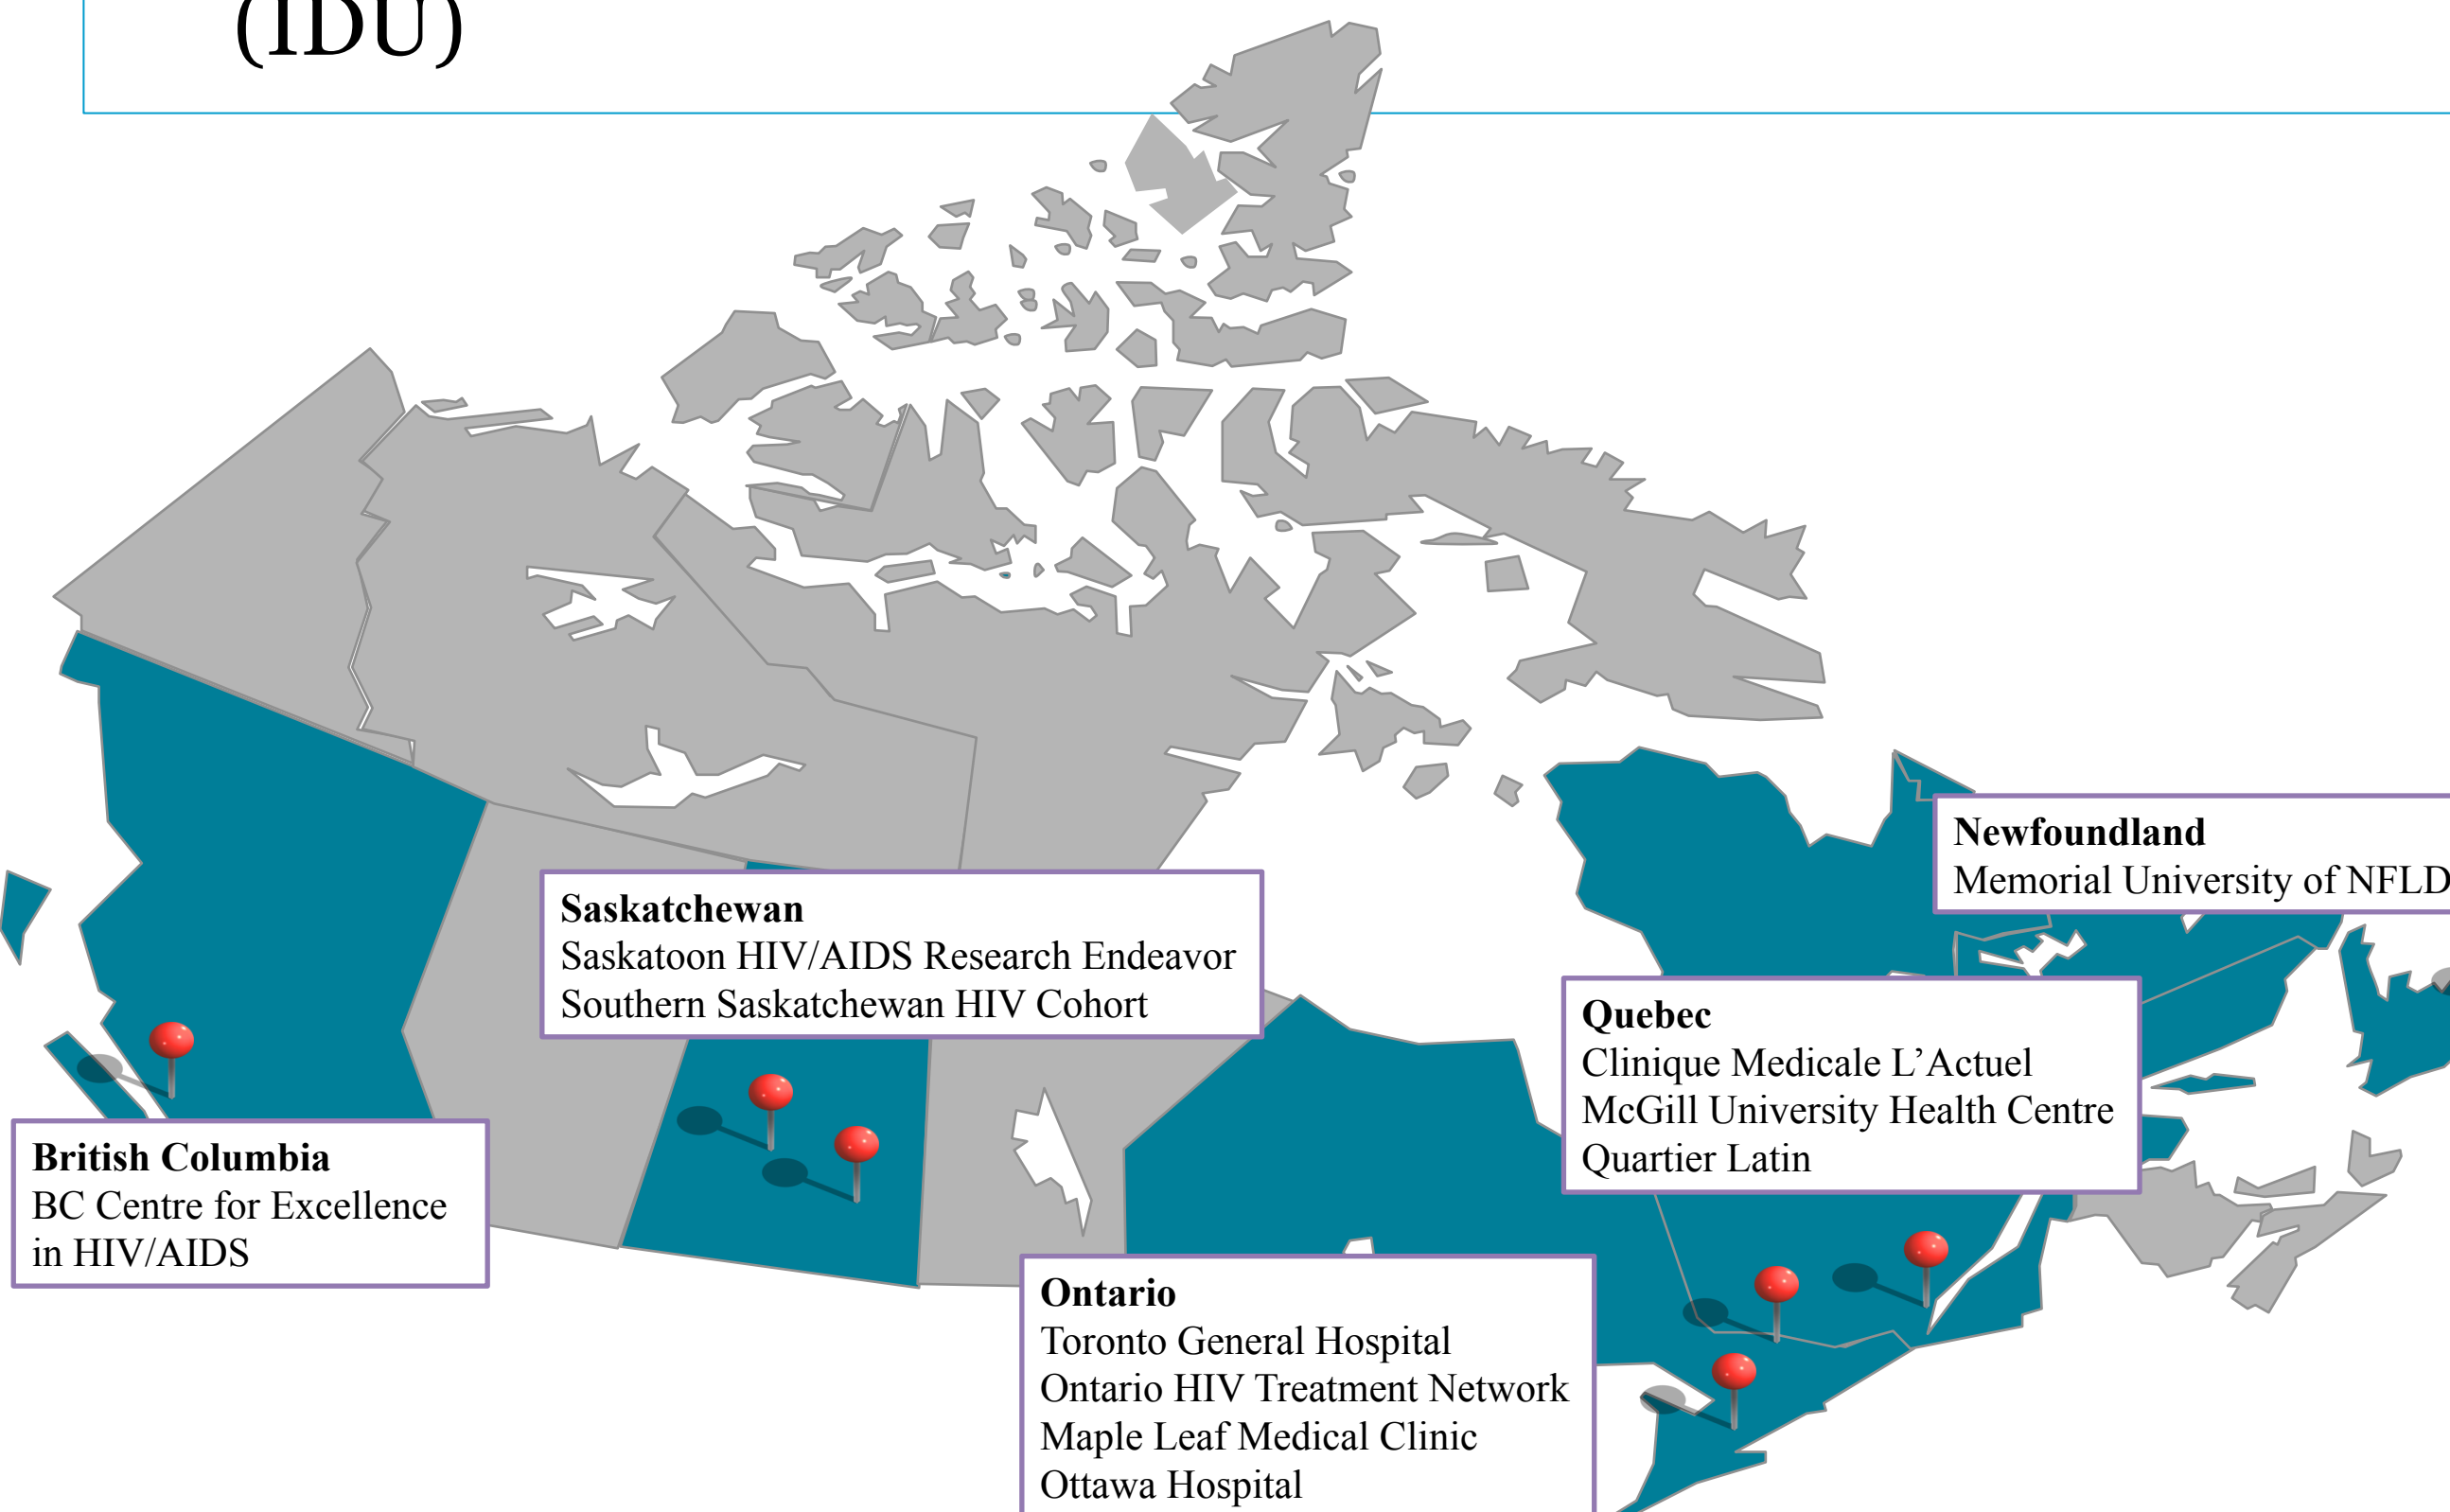 (IDU)
Newfoundland
Memorial University of NFLD
Saskatchewan
Saskatoon HIV/AIDS Research Endeavor
Southern Saskatchewan HIV Cohort
Quebec
Clinique Medicale L’Actuel
McGill University Health Centre
Quartier Latin
British Columbia
BC Centre for Excellence
in HIV/AIDS
Ontario
Toronto General Hospital
Ontario HIV Treatment Network
Maple Leaf Medical Clinic
Ottawa Hospital